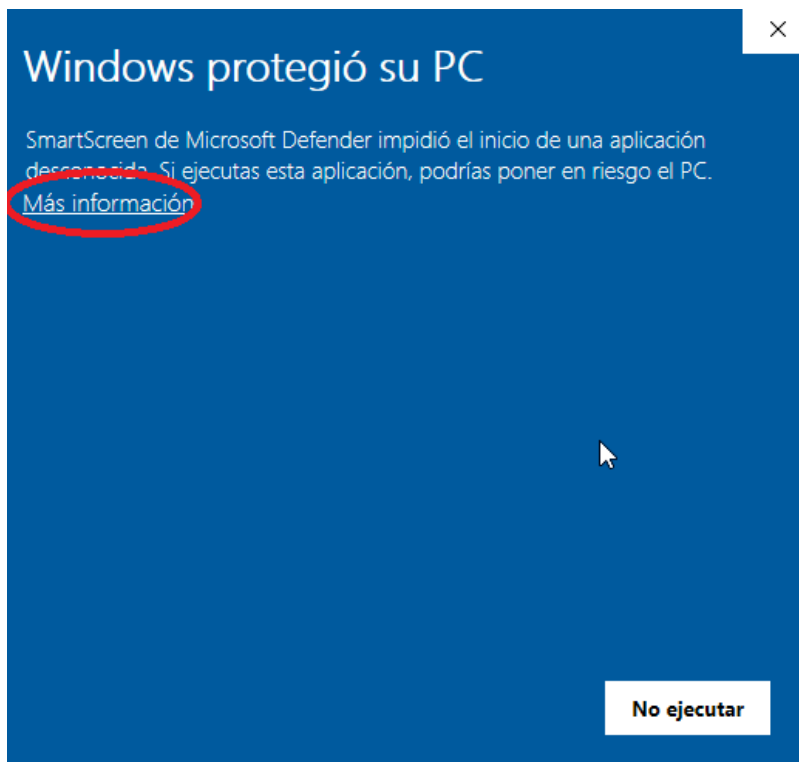 Windows protegió su PC
SmartScreen de Microsoft Defender impidió el inicio de una aplicación
desconocida. Si ejecutas esta aplicación, podrías poner en riesgo el PC.
Más información
No ejecutar